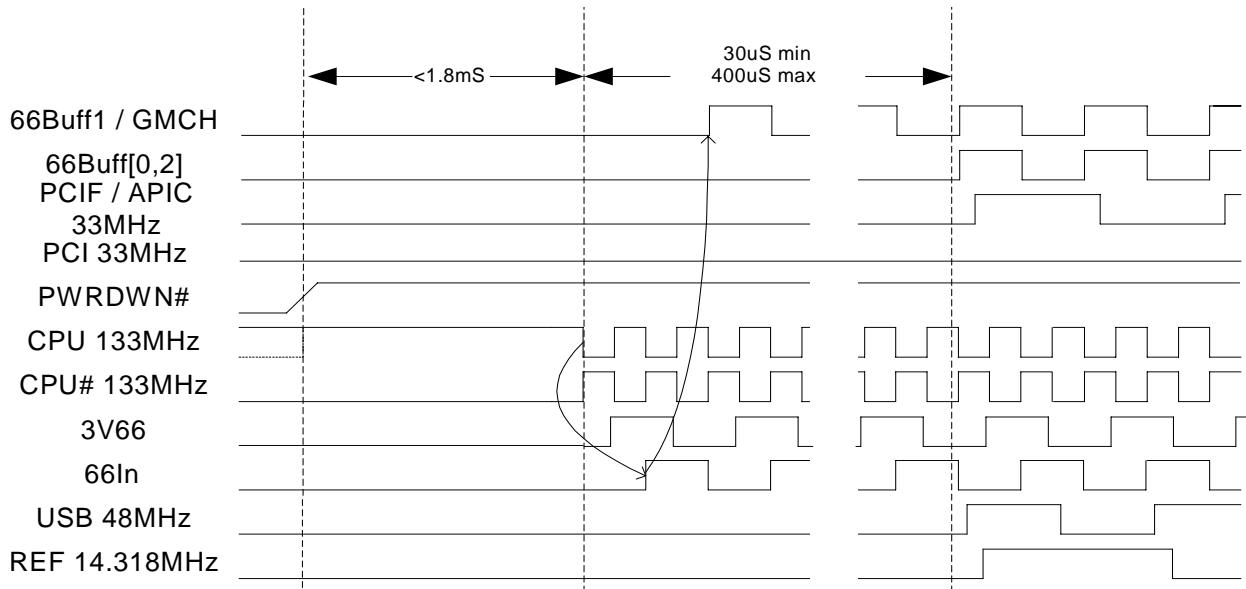 30uS min
<1.8mS
400uS max
66Buff1 / GMCH
66Buff[0,2]
PCIF / APIC
33MHz
PCI 33MHz
PWRDWN#
CPU 133MHz
CPU# 133MHz
3V66
66In
USB 48MHz
REF 14.318MHz